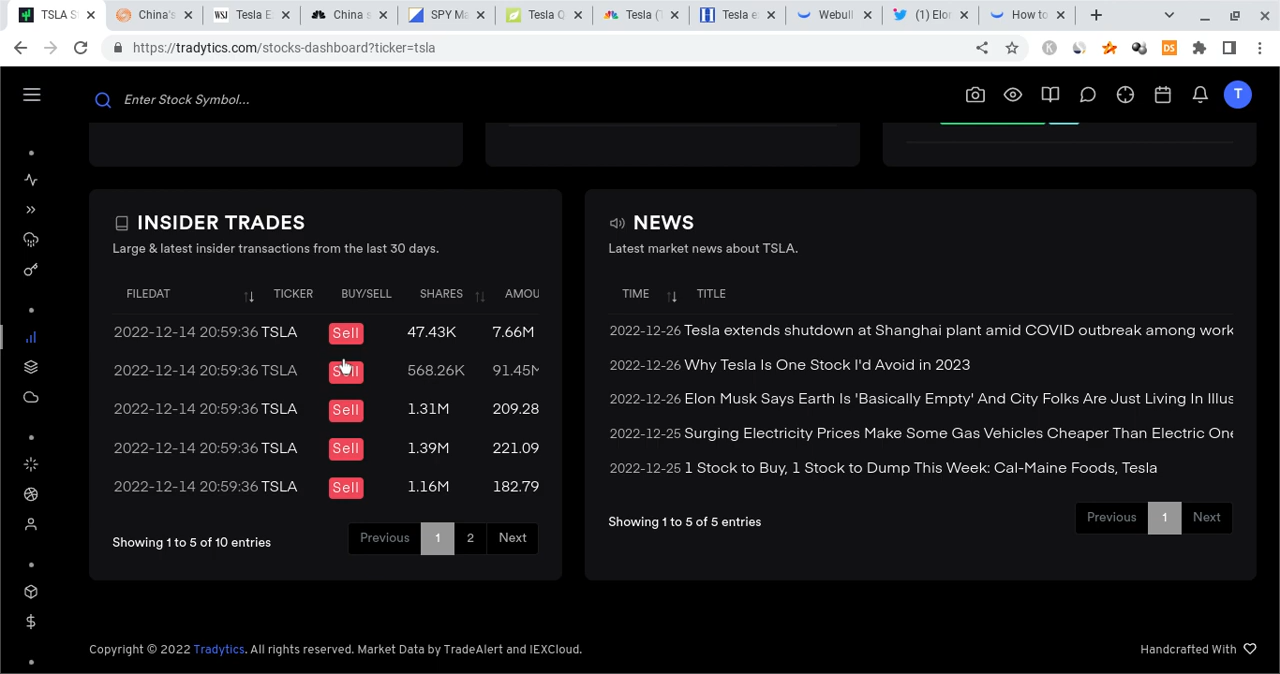 TSLA S
China's
WSJ Tesla E
China s
SPY Ma
Tesla Q
Tesla (
Tesla e
Webull
(1) Elo
How to
https://tradytics.com/stocks-dashboard?ticker=tsla
K
DS
Enter Stock Symbol...
T
INSIDER TRADES
Large & latest insider transactions from the last 30 days.
FILEDAT TICKER BUY/SELL SHARES AMOU
2022-12-14 20:59:36 TSLA Sell 47.43K 7.66M
2022-12-14 20:59:36 TSLA Sell 568.26K 91.45M
2022-12-14 20:59:36 TSLA Sell 1.31M 209.28
2022-12-14 20:59:36 TSLA Sell 1.39M 221.09
2022-12-14 20:59:36 TSLA Sell 1.16M 182.79
Showing 1 to 5 of 10 entries
Previous 1 2 Next
NEWS
Latest market news about TSLA.
TIME TITLE
2022-12-26 Tesla extends shutdown at Shanghai plant amid COVID outbreak among work
2022-12-26 Why Tesla Is One Stock I'd Avoid in 2023
2022-12-26 Elon Musk Says Earth Is 'Basically Empty' And City Folks Are Just Living In Illus
2022-12-25 Surging Electricity Prices Make Some Gas Vehicles Cheaper Than Electric One
2022-12-25 1 Stock to Buy, 1 Stock to Dump This Week: Cal-Maine Foods, Tesla
Showing 1 to 5 of 5 entries
Previous 1 Next
Copyright © 2022 Tradytics. All rights reserved. Market Data by TradeAlert and IEXCloud.
Handcrafted With